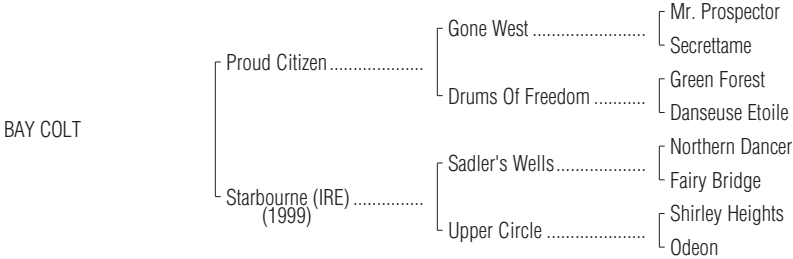 Mr. Prospector
Gone West .......................
Secrettame
Proud Citizen...................
Green Forest
Drums Of Freedom ...........
Danseuse Etoile
BAY COLT
Northern Dancer
Sadler's Wells..................
Fairy Bridge
Starbourne (IRE) ..............
(1999)
Shirley Heights
Upper Circle ....................
Odeon